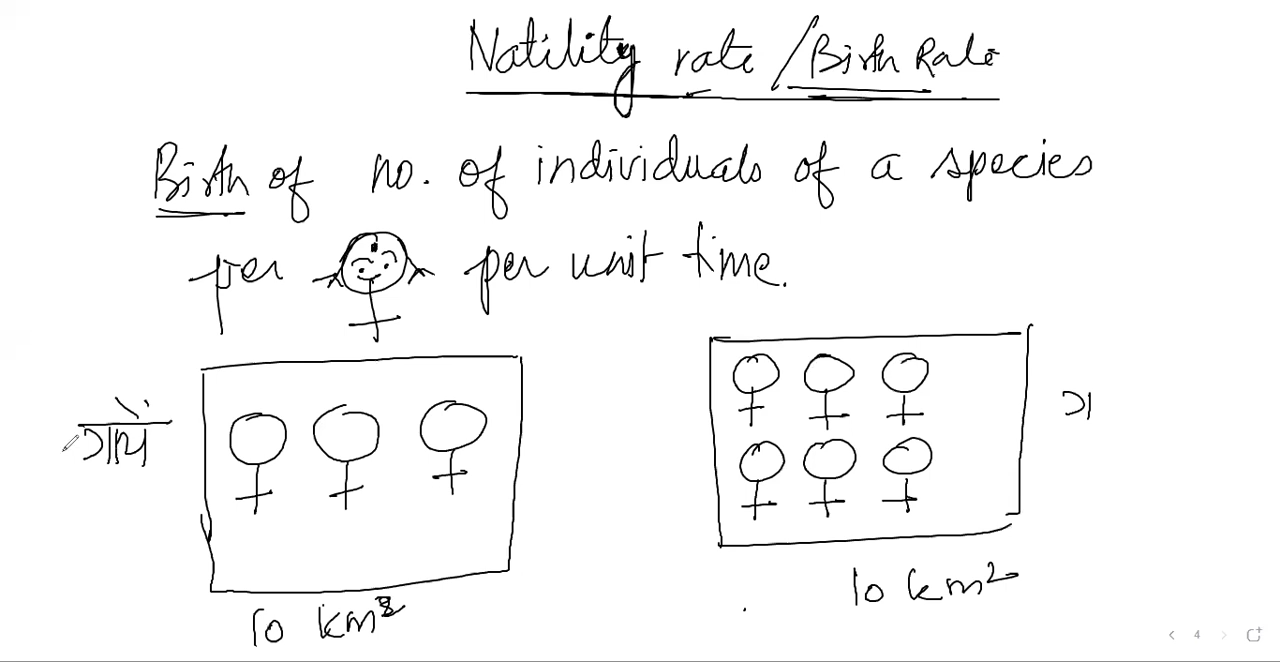 Natility rate / Birth Rate
Birth of no. of individuals of a species
per per unit time.
गायें
ग
10 km²
10 km²
4